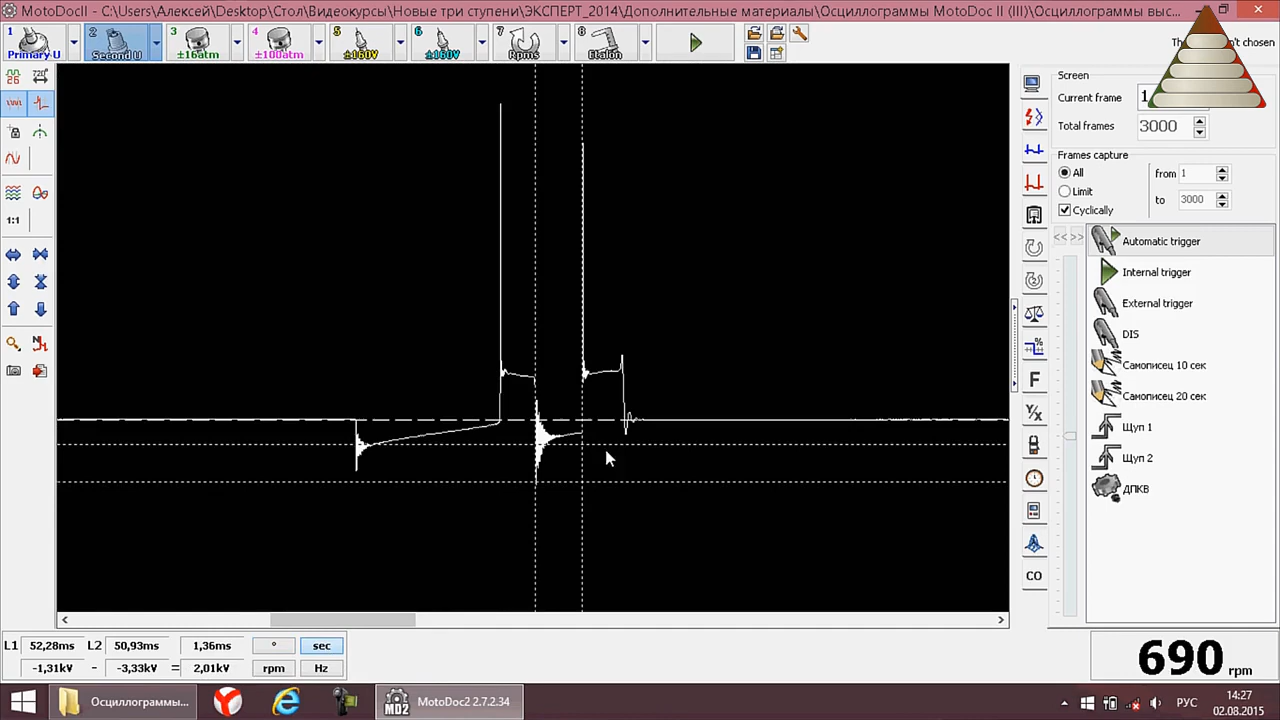 MotoDocII - C:\Users\Алексей\Desktop\Стол\Видеокурсы\Новые три ступени\ЭКСПЕРТ_2014\Дополнительные материалы\Осциллограммы MotoDoc II (III)\Осциллограммы выс...
1 Primary U
2 Second U
3 ±16atm
4 ±100atm
5 ±160V
6 ±160V
7 Rpms
8 Etalon
The
n't chosen
Screen
Current frame 1
Total frames 3000
Frames capture
All
Limit
Cyclically
from 1
to 3000
<< >>
Automatic trigger
Internal trigger
External trigger
DIS
Самописец 10 сек
Самописец 20 сек
Щуп 1
Щуп 2
ДПКВ
1:1
F
Y/X
CO
L1 52,28ms L2 50,93ms 1,36ms ° sec
-1,31kV - -3,33kV = 2,01kV rpm Hz
690 rpm
Осциллограммы...
MD2
MotoDoc2 2.7.2.34
РУС
14:27
02.08.2015